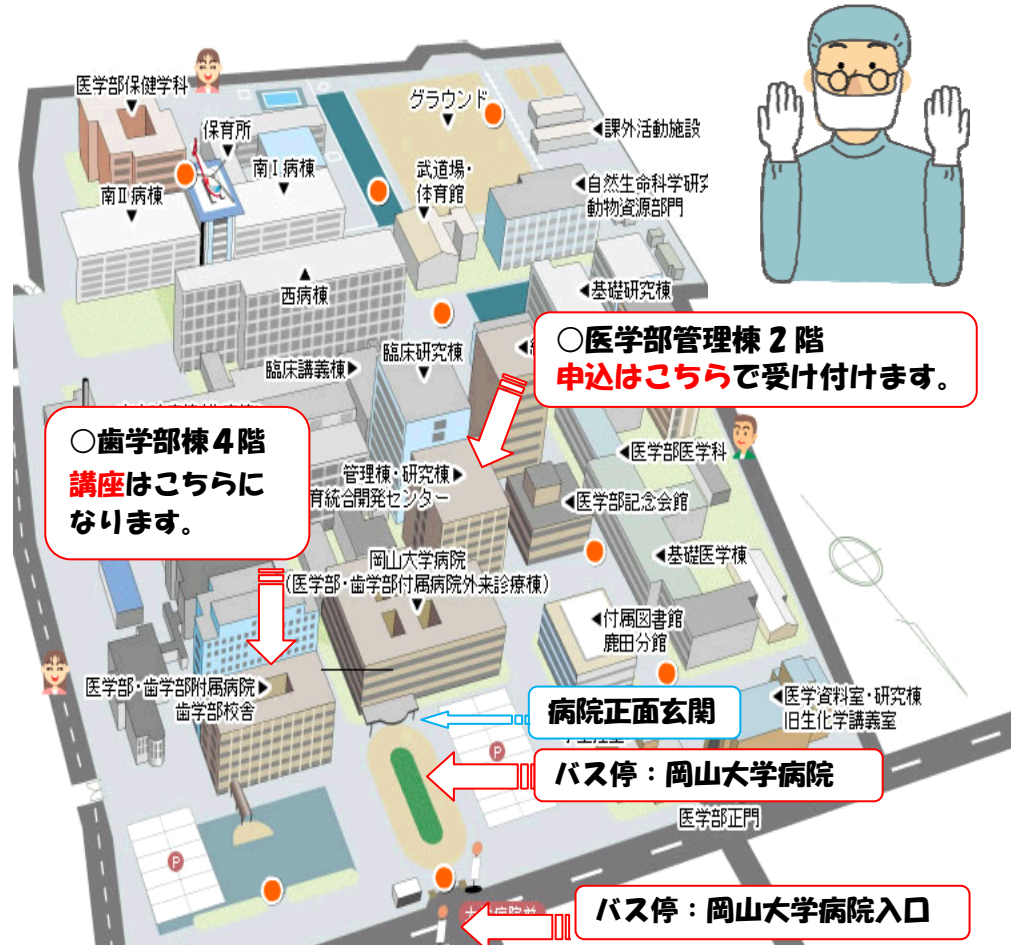 医学部保健学科
グラウンド
課外活動施設
保育所
南Ⅰ病棟
武道場・
体育館
自然生命科学研究
動物資源部門
南Ⅱ病棟
西病棟
基礎研究棟
○医学部管理棟2階
申込はこちらで受け付けます。
臨床研究棟
臨床講義棟
○歯学部棟4階
講座はこちらに
なります。
医学部医学科
管理棟・研究棟
育統合開発センター
医学部記念会館
岡山大学病院
(医学部・歯学部付属病院外来診療棟)
基礎医学棟
付属図書館
鹿田分館
医学部・歯学部附属病院
歯学部校舎
医学資料室・研究棟
旧生化学講義室
病院正面玄関
P
バス停:岡山大学病院
医学部正門
P
バス停:岡山大学病院入口